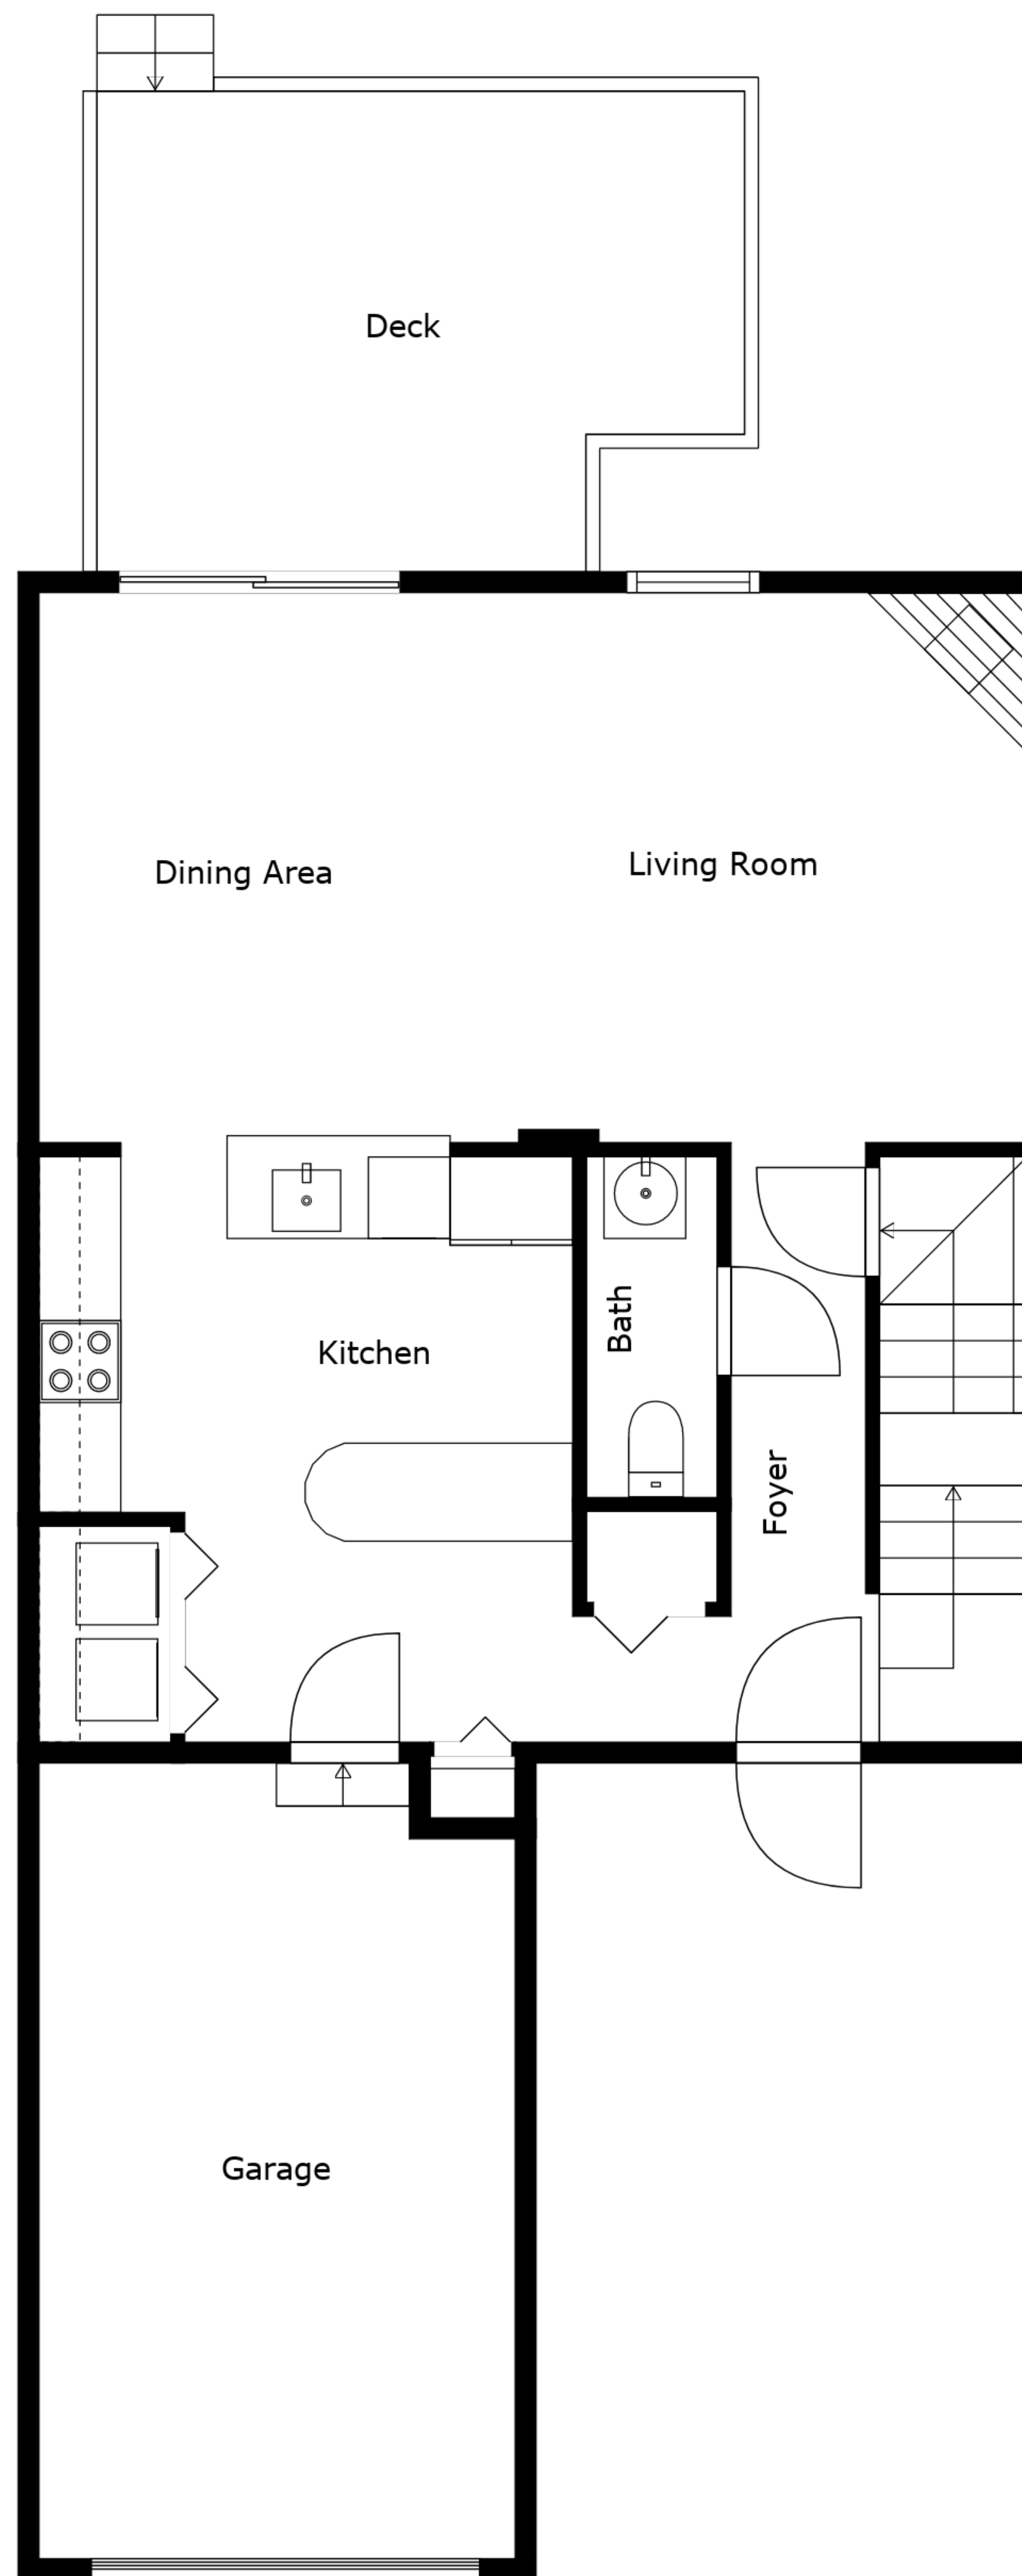 Deck
Dining Area
Living Room
Kitchen
Bath
Foyer
Garage